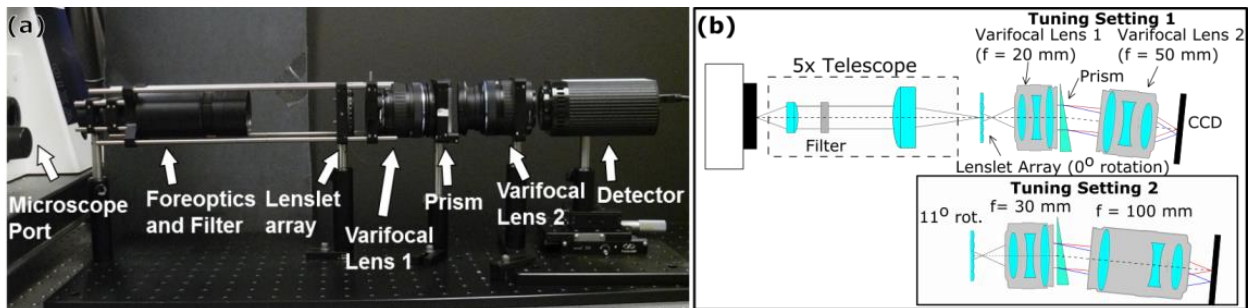 (a)
Microscope
Port
Foreoptics
and Filter
Lenslet
array
Varifocal
Lens 1
Prism
Varifocal
Lens 2
Detector
(b)
Tuning Setting 1
Varifocal Lens 1
(f = 20 mm)
Varifocal Lens 2
(f = 50 mm)
5x Telescope
Prism
Filter
CCD
Lenslet Array (0⁰ rotation)
Tuning Setting 2
11⁰ rot.
f= 30 mm
f = 100 mm